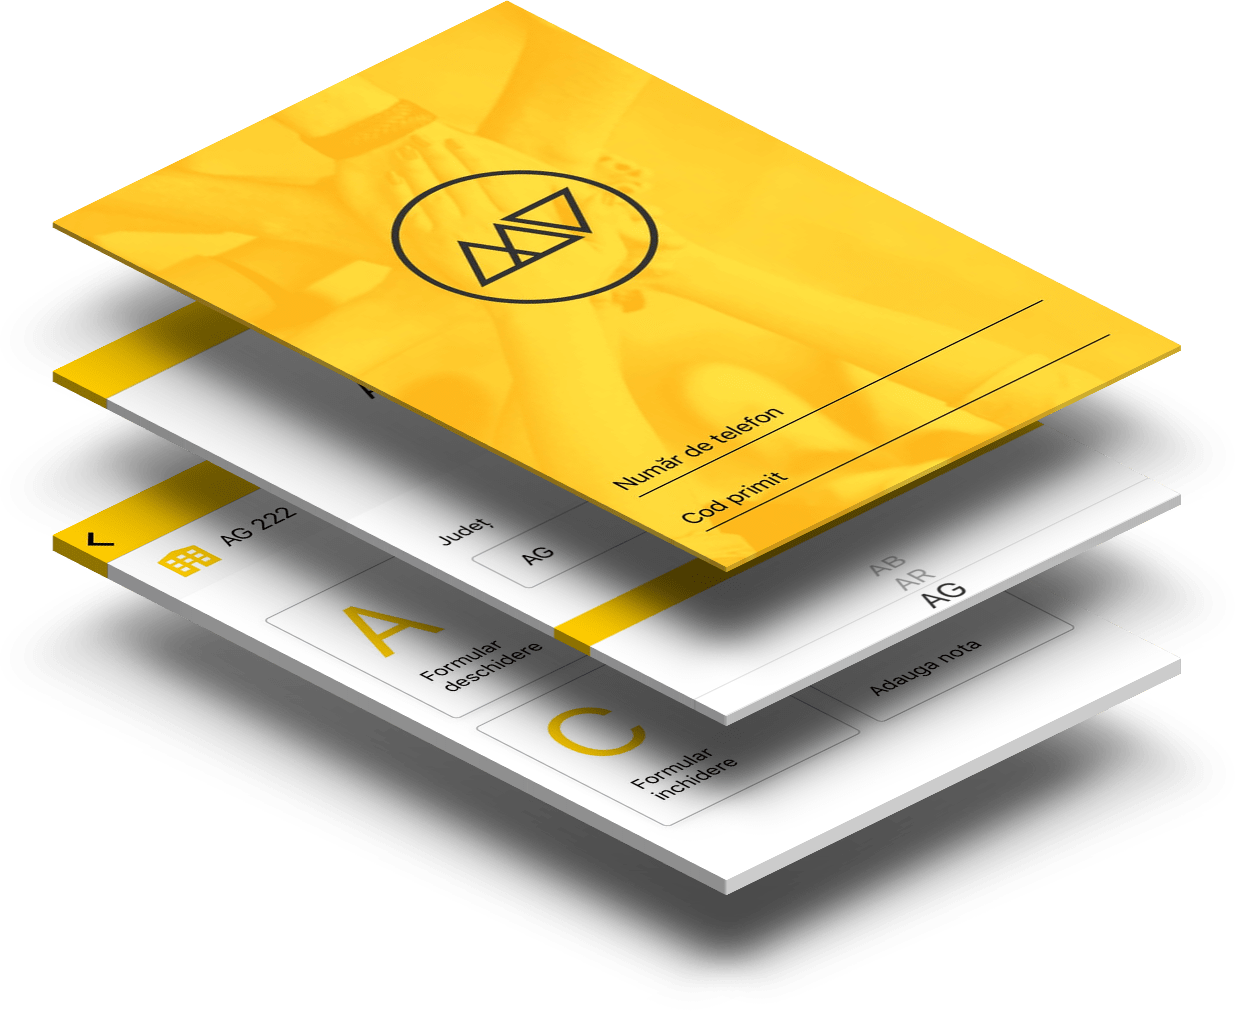 Număr de telefon
Cod primit
Județ
AG
AB
AR
AG
AG 222
A
Formular
deschidere
C
Formular
inchidere
Adauga nota